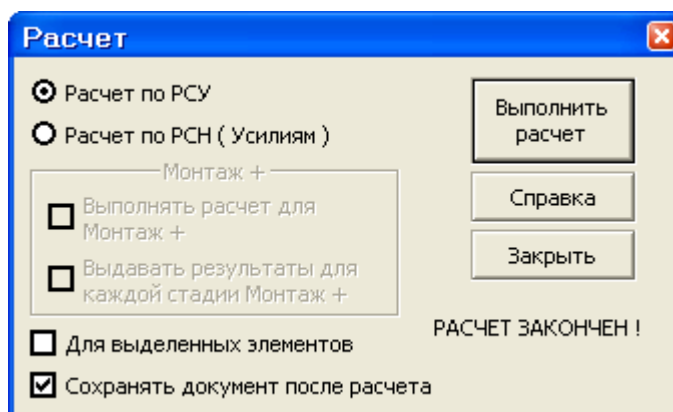 Расчет
Расчет по РСУ
Расчет по РСН ( Усилиям )
Монтаж +
Выполнять расчет для
Монтаж +
Выдавать результаты для
каждой стадии Монтаж +
Для выделенных элементов
Сохранять документ после расчета
Выполнить
расчет
Справка
Закрыть
РАСЧЕТ ЗАКОНЧЕН !